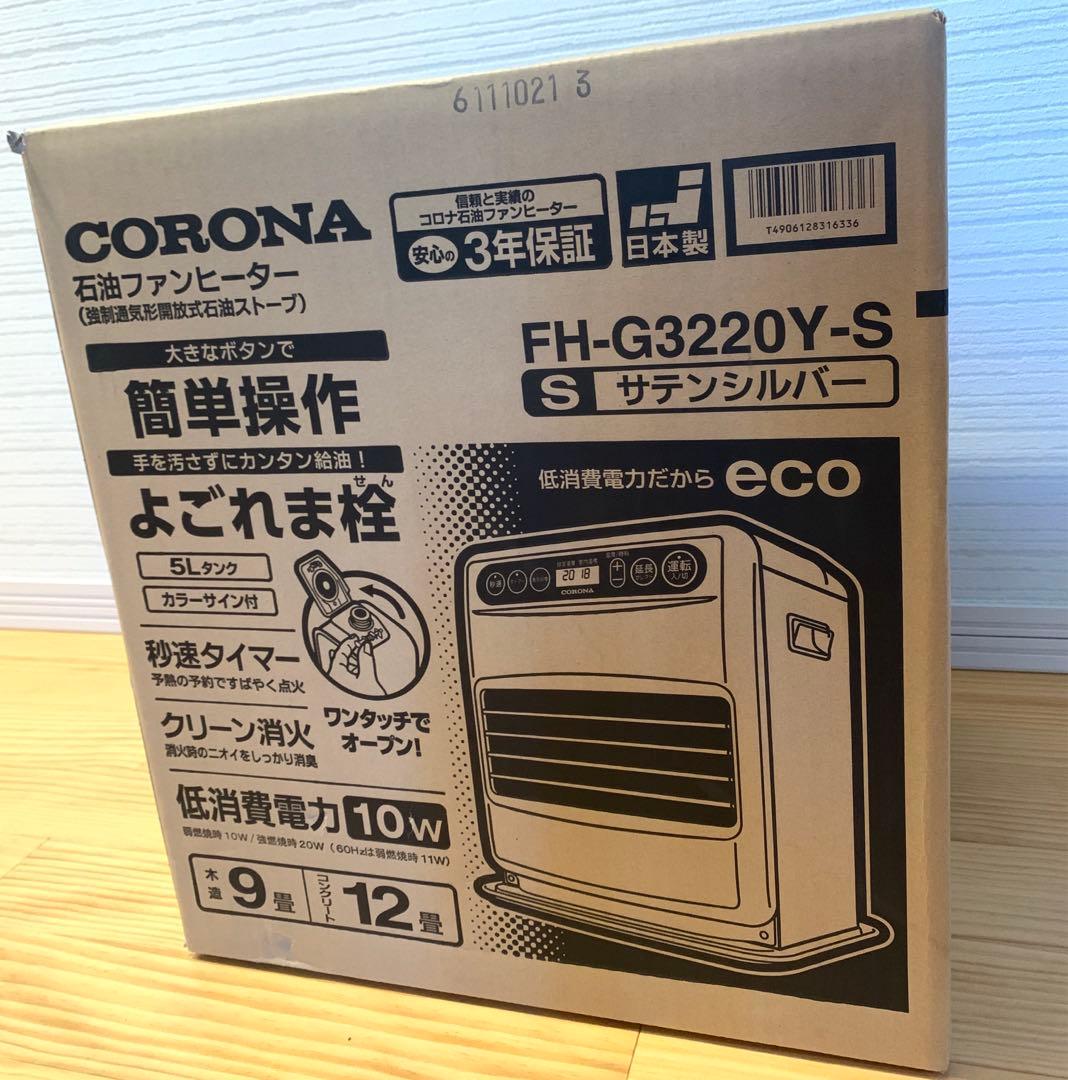 6111021 3
CORONA
石油ファンヒーター
(強制通気形開放式石油ストーブ)
信頼と実績の
コロナ石油ファンヒーター
安心の 3年保証
日本製
T4906128316336
FH-G3220Y-S
S サテンシルバー
大きなボタンで
簡単操作
手を汚さずにカンタン給油!
せん
よごれま栓
5Lタンク
カラーサイン付
ワンタッチで
オープン!
秒速タイマー
予熱の予約ですばやく点火
クリーン消火
消火時のニオイをしっかり消臭
低消費電力 10W
弱燃焼時10W/強燃焼時20W (60Hzは弱燃焼時11W)
木造 9畳 コンクリート 12畳
低消費電力だから eco
秒速
20 18
CORONA
+
−
延長
運転
入/切